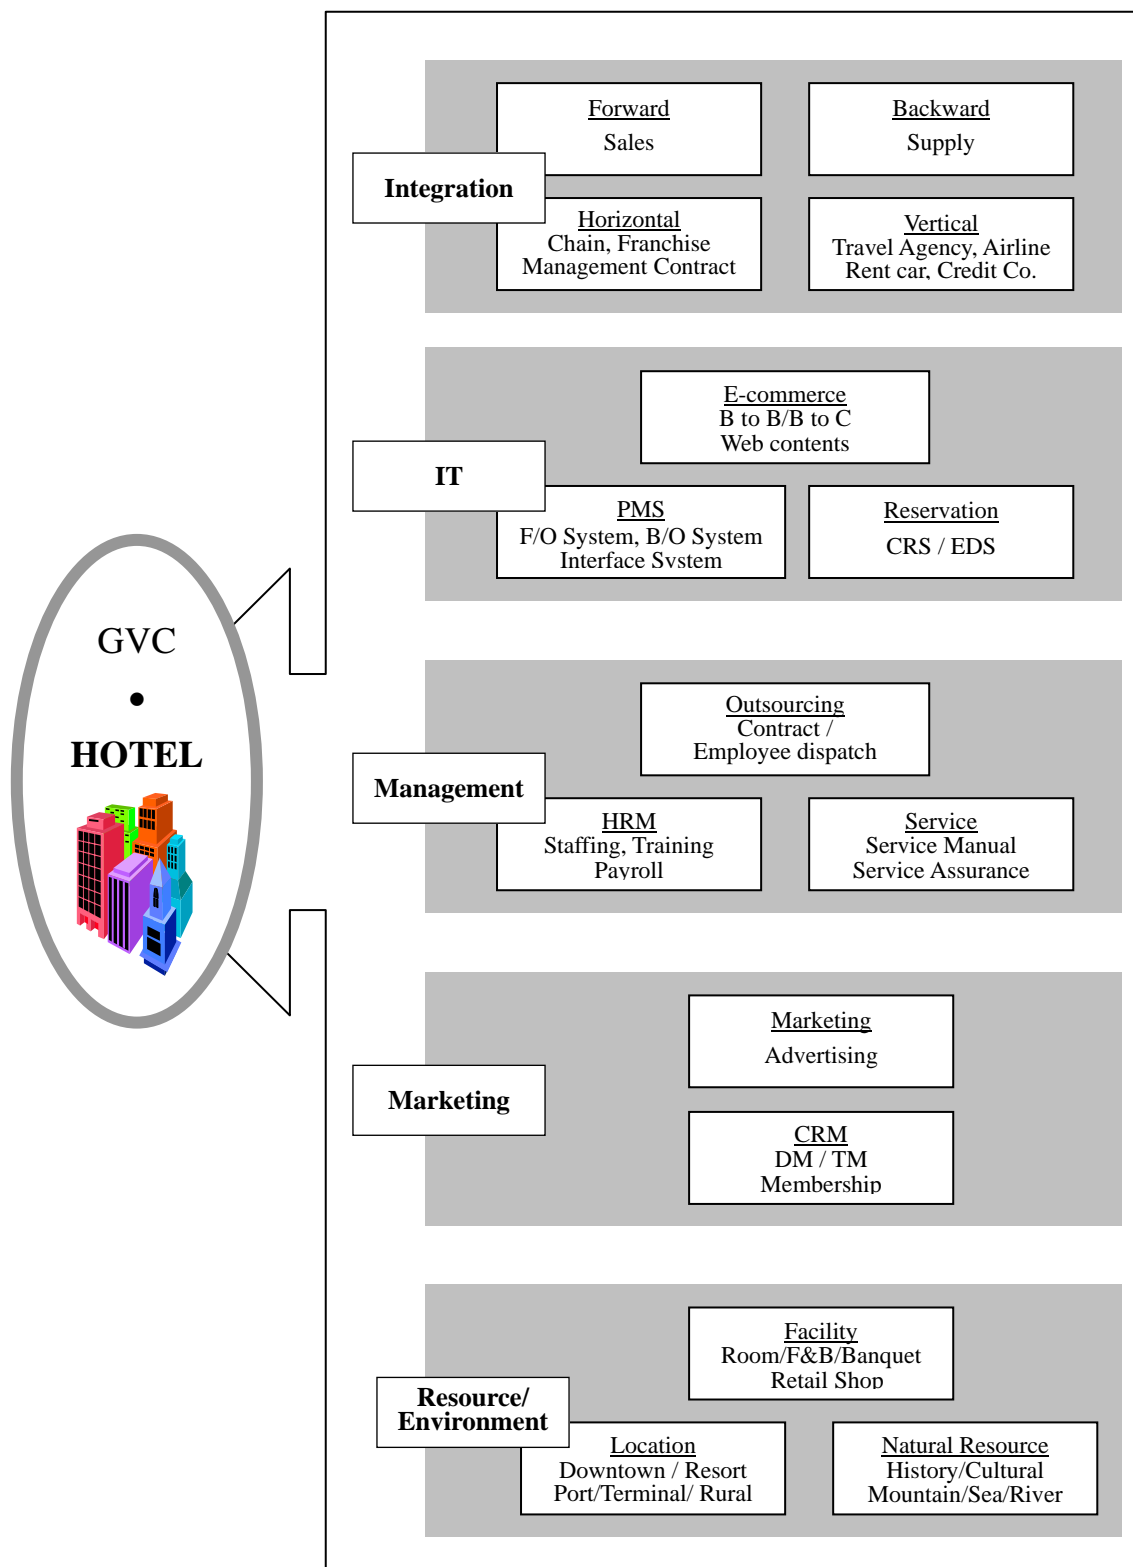 GVC
•
HOTEL
Integration
Forward
Sales
Backward
Supply
Horizontal
Chain, Franchise
Management Contract
Vertical
Travel Agency, Airline
Rent car, Credit Co.
IT
E-commerce
B to B/B to C
Web contents
PMS
F/O System, B/O System
Interface System
Reservation
CRS / EDS
Management
Outsourcing
Contract /
Employee dispatch
HRM
Staffing, Training
Payroll
Service
Service Manual
Service Assurance
Marketing
Marketing
Advertising
CRM
DM / TM
Membership
Resource/
Environment
Facility
Room/F&B/Banquet
Retail Shop
Location
Downtown / Resort
Port/Terminal/ Rural
Natural Resource
History/Cultural
Mountain/Sea/River